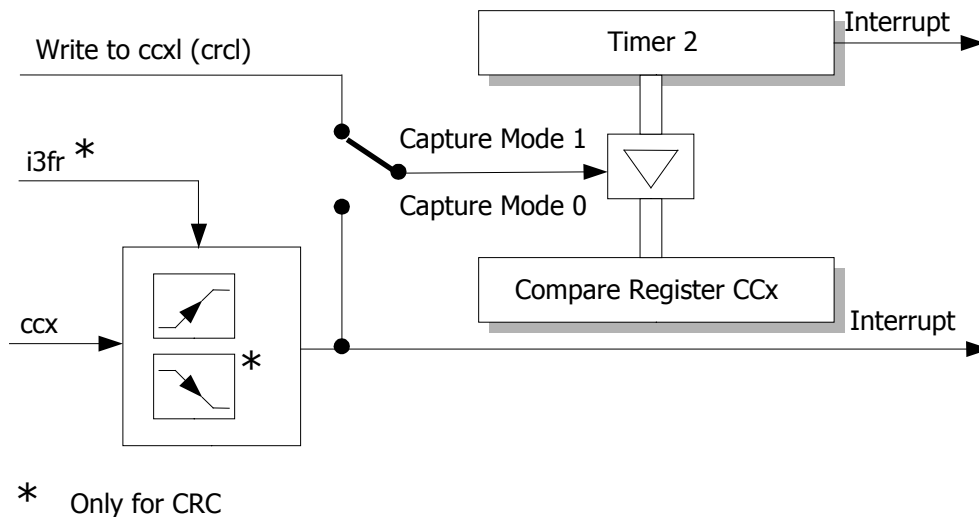 Timer 2
Interrupt
Write to ccxl (crcl)
Capture Mode 1
i3fr *
Capture Mode 0
Compare Register CCx
ccx
Interrupt
*
* Only for CRC